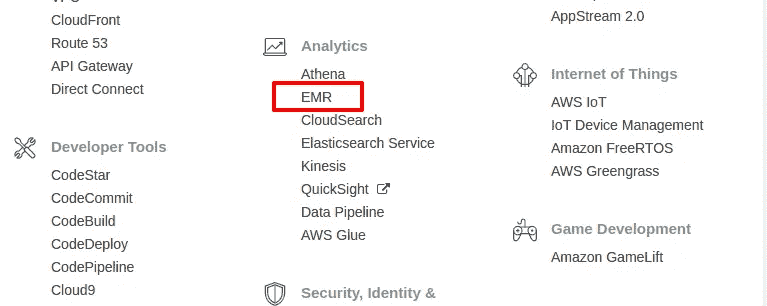 CloudFront
Route 53
API Gateway
Direct Connect
Developer Tools
CodeStar
CodeCommit
CodeBuild
CodeDeploy
CodePipeline
Cloud9
Analytics
Athena
EMR
CloudSearch
Elasticsearch Service
Kinesis
QuickSight
Data Pipeline
AWS Glue
Security, Identity &
AppStream 2.0
Internet of Things
AWS IoT
IoT Device Management
Amazon FreeRTOS
AWS Greengrass
Game Development
Amazon GameLift